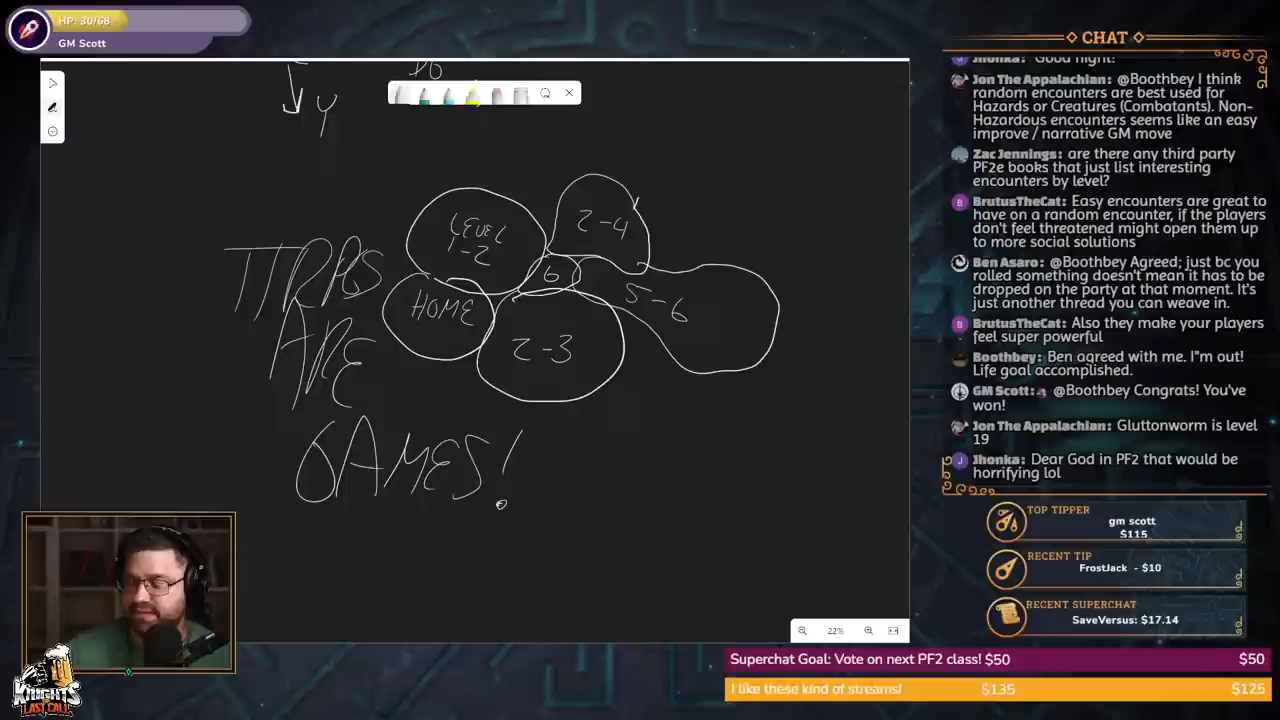 HP: 30/68
GM Scott
Y
LEVEL
1-2
2-4
6
HOME
5-6
2-3
TTRPGS
ARE
GAMES!
CHAT
Jhonka: Good night!
Jon The Appalachian: @Boothbey I think
random encounters are best used for
Hazards or Creatures (Combatants). Non-
Hazardous encounters seems like an easy
improve / narrative GM move
Zac Jennings: are there any third party
PF2e books that just list interesting
encounters by level?
BrutusTheCat: Easy encounters are great to
have on a random encounter, if the players
don't feel threatened might open them up
to more social solutions
Ben Asaro: @Boothbey Agreed; just bc you
rolled something doesn't mean it has to be
dropped on the party at that moment. It's
just another thread you can weave in.
BrutusTheCat: Also they make your players
feel super powerful
Boothbey: Ben agreed with me. I"m out!
Life goal accomplished.
GM Scott: @Boothbey Congrats! You've
won!
Jon The Appalachian: Gluttonworm is level
19
Jhonka: Dear God in PF2 that would be
horrifying lol
TOP TIPPER
gm scott
$115
RECENT TIP
FrostJack - $10
RECENT SUPERCHAT
SaveVersus: $17.14
22%
Superchat Goal: Vote on next PF2 class! $50 $50
I like these kind of streams! $135 $125
KNIGHTS
LAST CALL